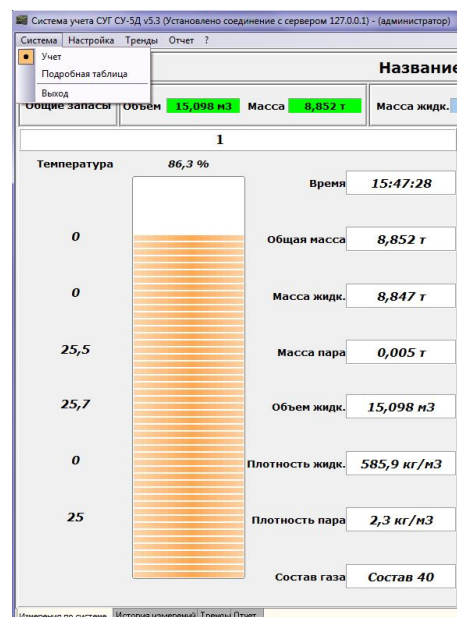 Система учета СУГ СУ-5Д v5.3 (Установлено соединение с сервером 127.0.0.1) - (администратор)
Система Настройка Тренды Отчет ?
Учет
Подробная таблица
Выход
Название
Общие запасы Объем 15,098 м3 Масса 8,852 т Масса жидк.
1
Температура 86,3 %
Время 15:47:28
0 Общая масса 8,852 т
0 Масса жидк. 8,847 т
25,5 Масса пара 0,005 т
25,7 Объем жидк. 15,098 м3
0 Плотность жидк. 585,9 кг/м3
25 Плотность пара 2,3 кг/м3
Состав газа Состав 40
Измерения по системе История измерений Тренды Отчет